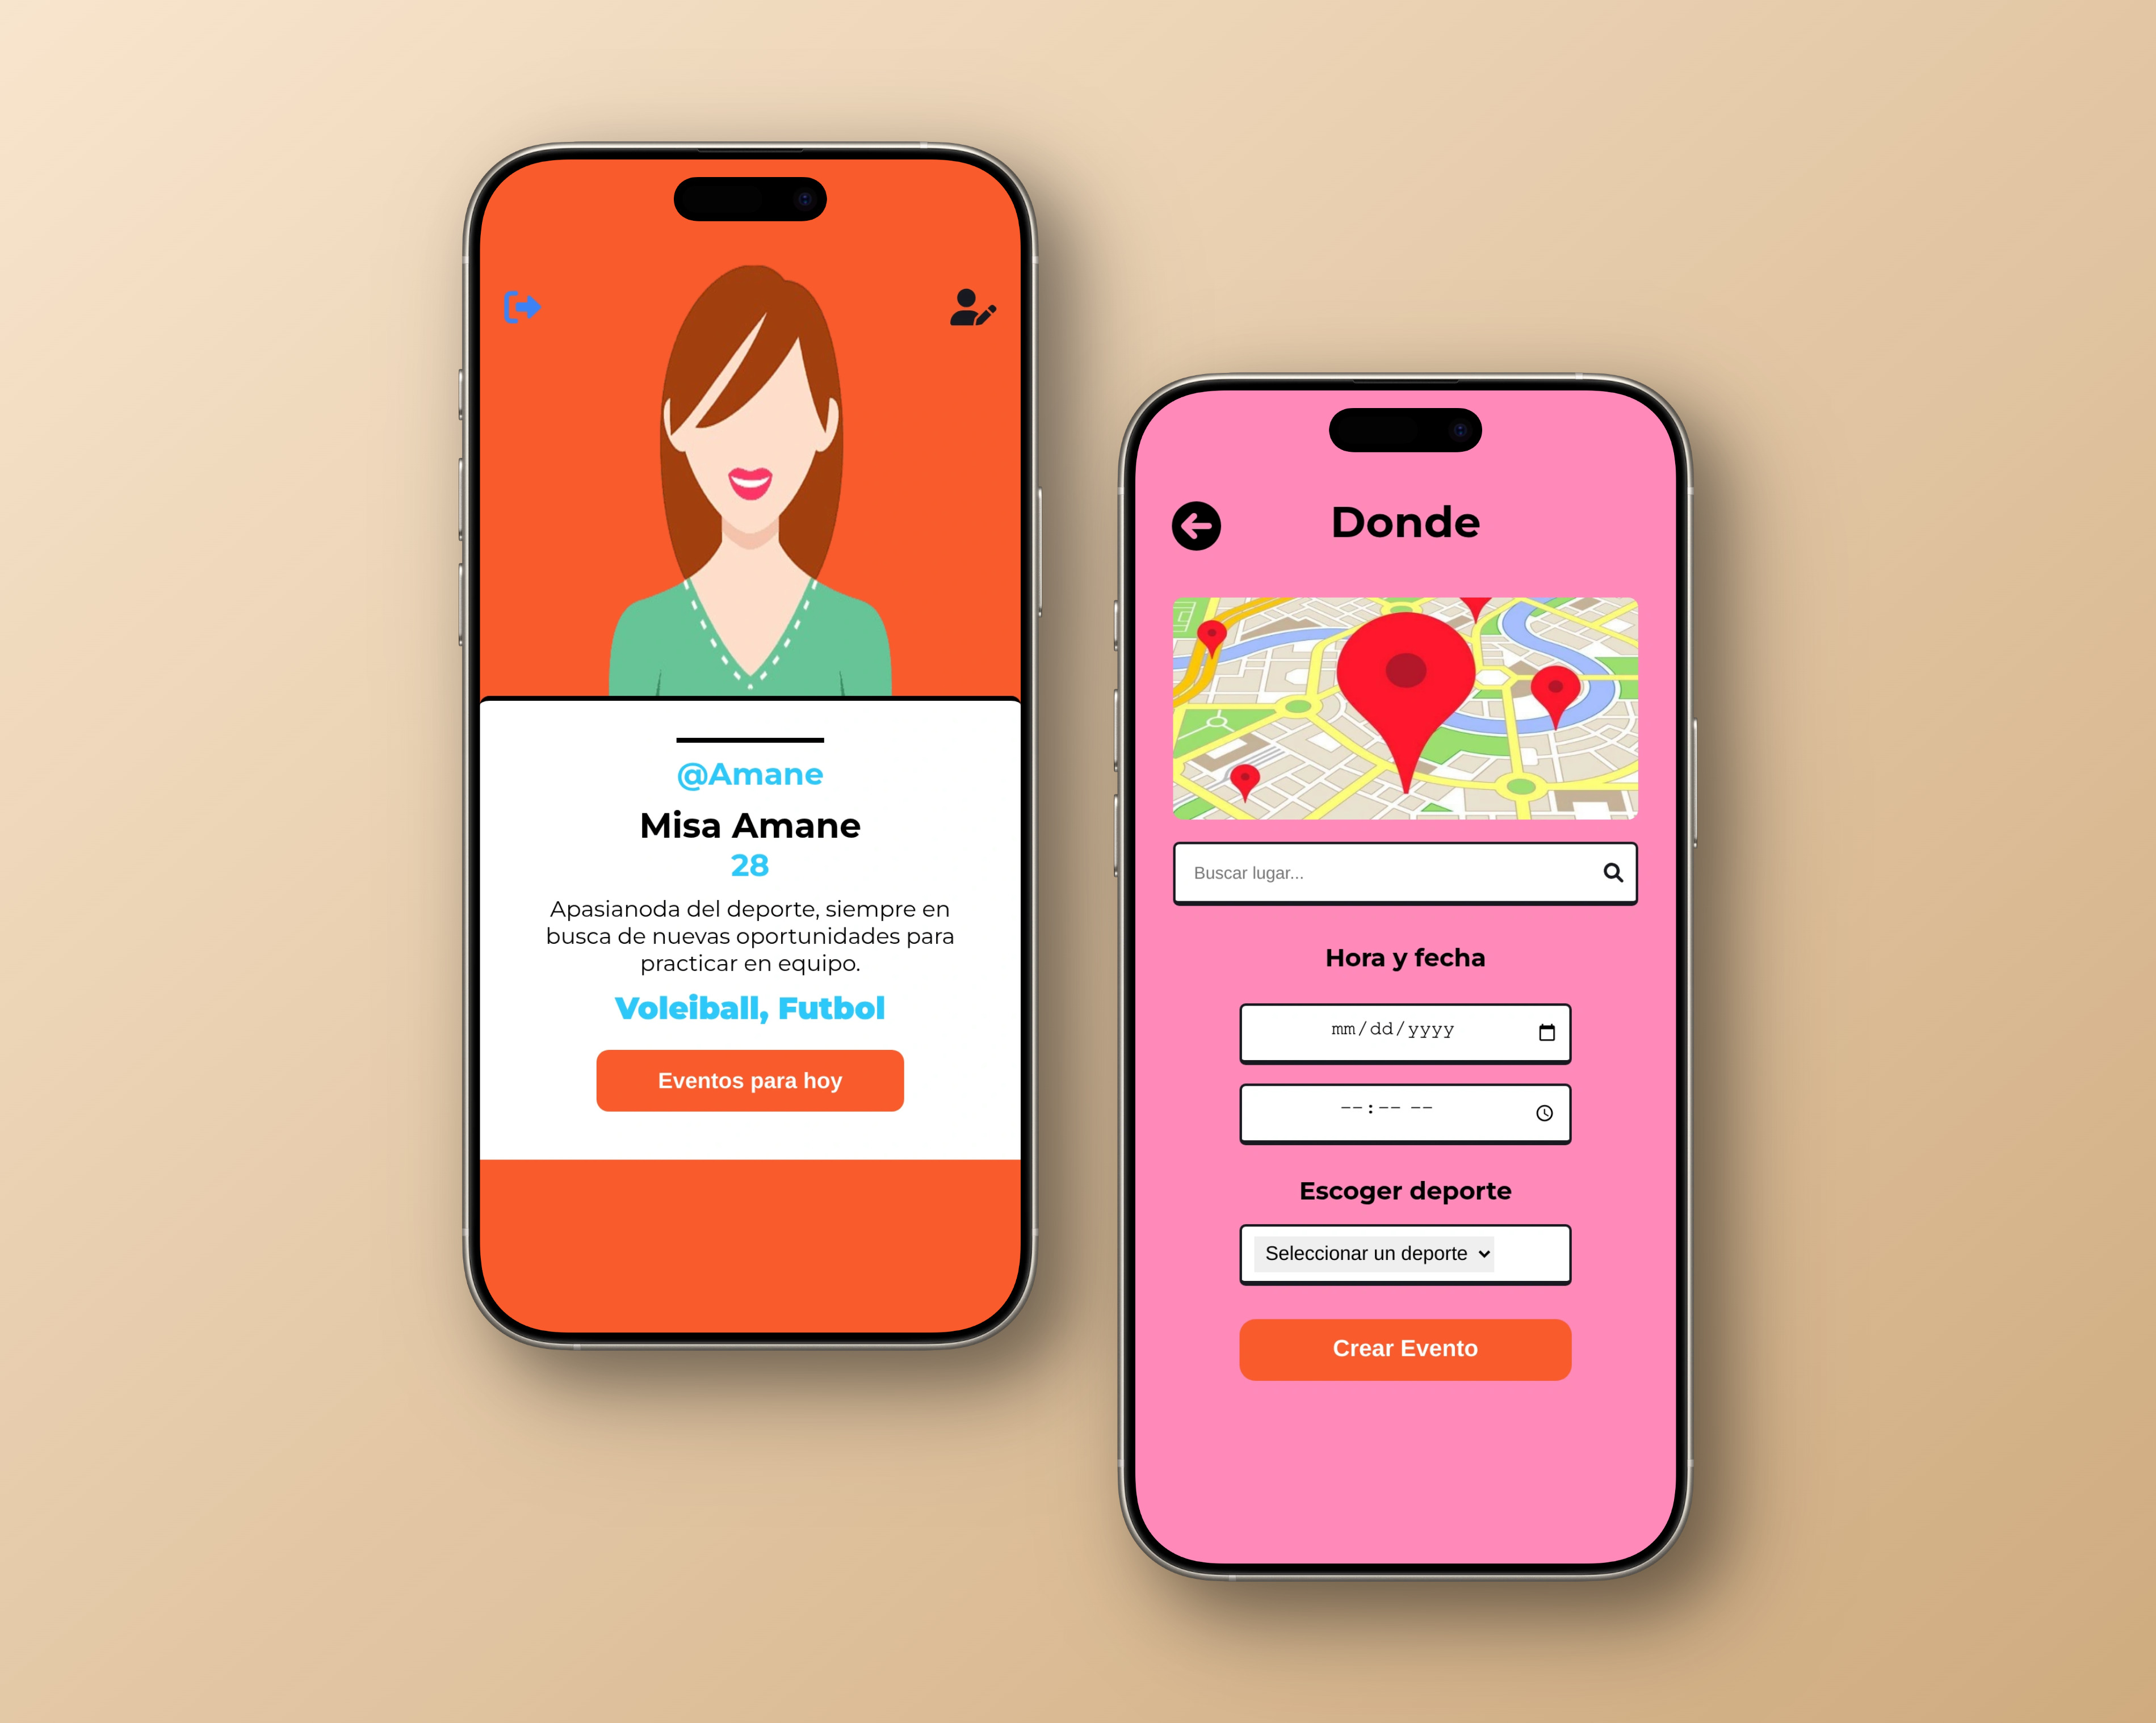 @Amane
Misa Amane
28
Apasianoda del deporte, siempre en
busca de nuevas oportunidades para
practicar en equipo.
Voleiball, Futbol
Eventos para hoy
Donde
Buscar lugar...
Hora y fecha
mm/dd/yyyy
--:-- --
Escoger deporte
Seleccionar un deporte
Crear Evento